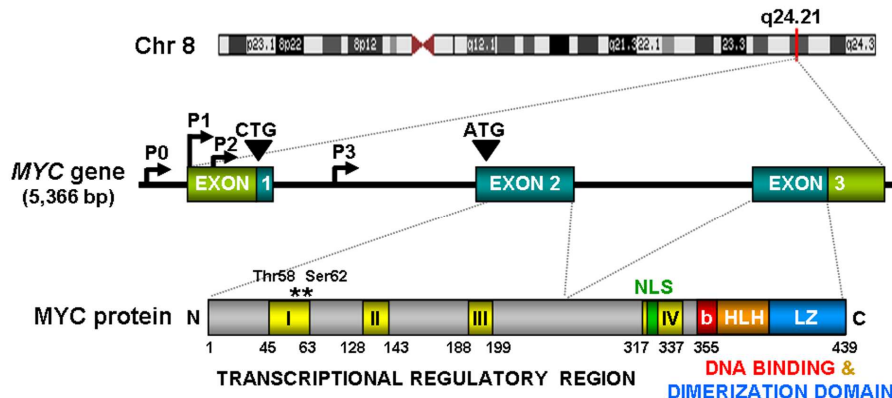 q24.21
Chr 8 p23.1 8p22 8p12 q12.1 q21.3 22.1 23.3 q24.3
P0 P1 P2 CTG P3 ATG
MYC gene
(5,366 bp)
EXON 1 EXON 2 EXON 3
Thr58 Ser62
** NLS
MYC protein N I II III IV b HLH LZ C
1 45 63 128 143 188 199 317 337 355 439
TRANSCRIPTIONAL REGULATORY REGION
DNA BINDING &
DIMERIZATION DOMAIN